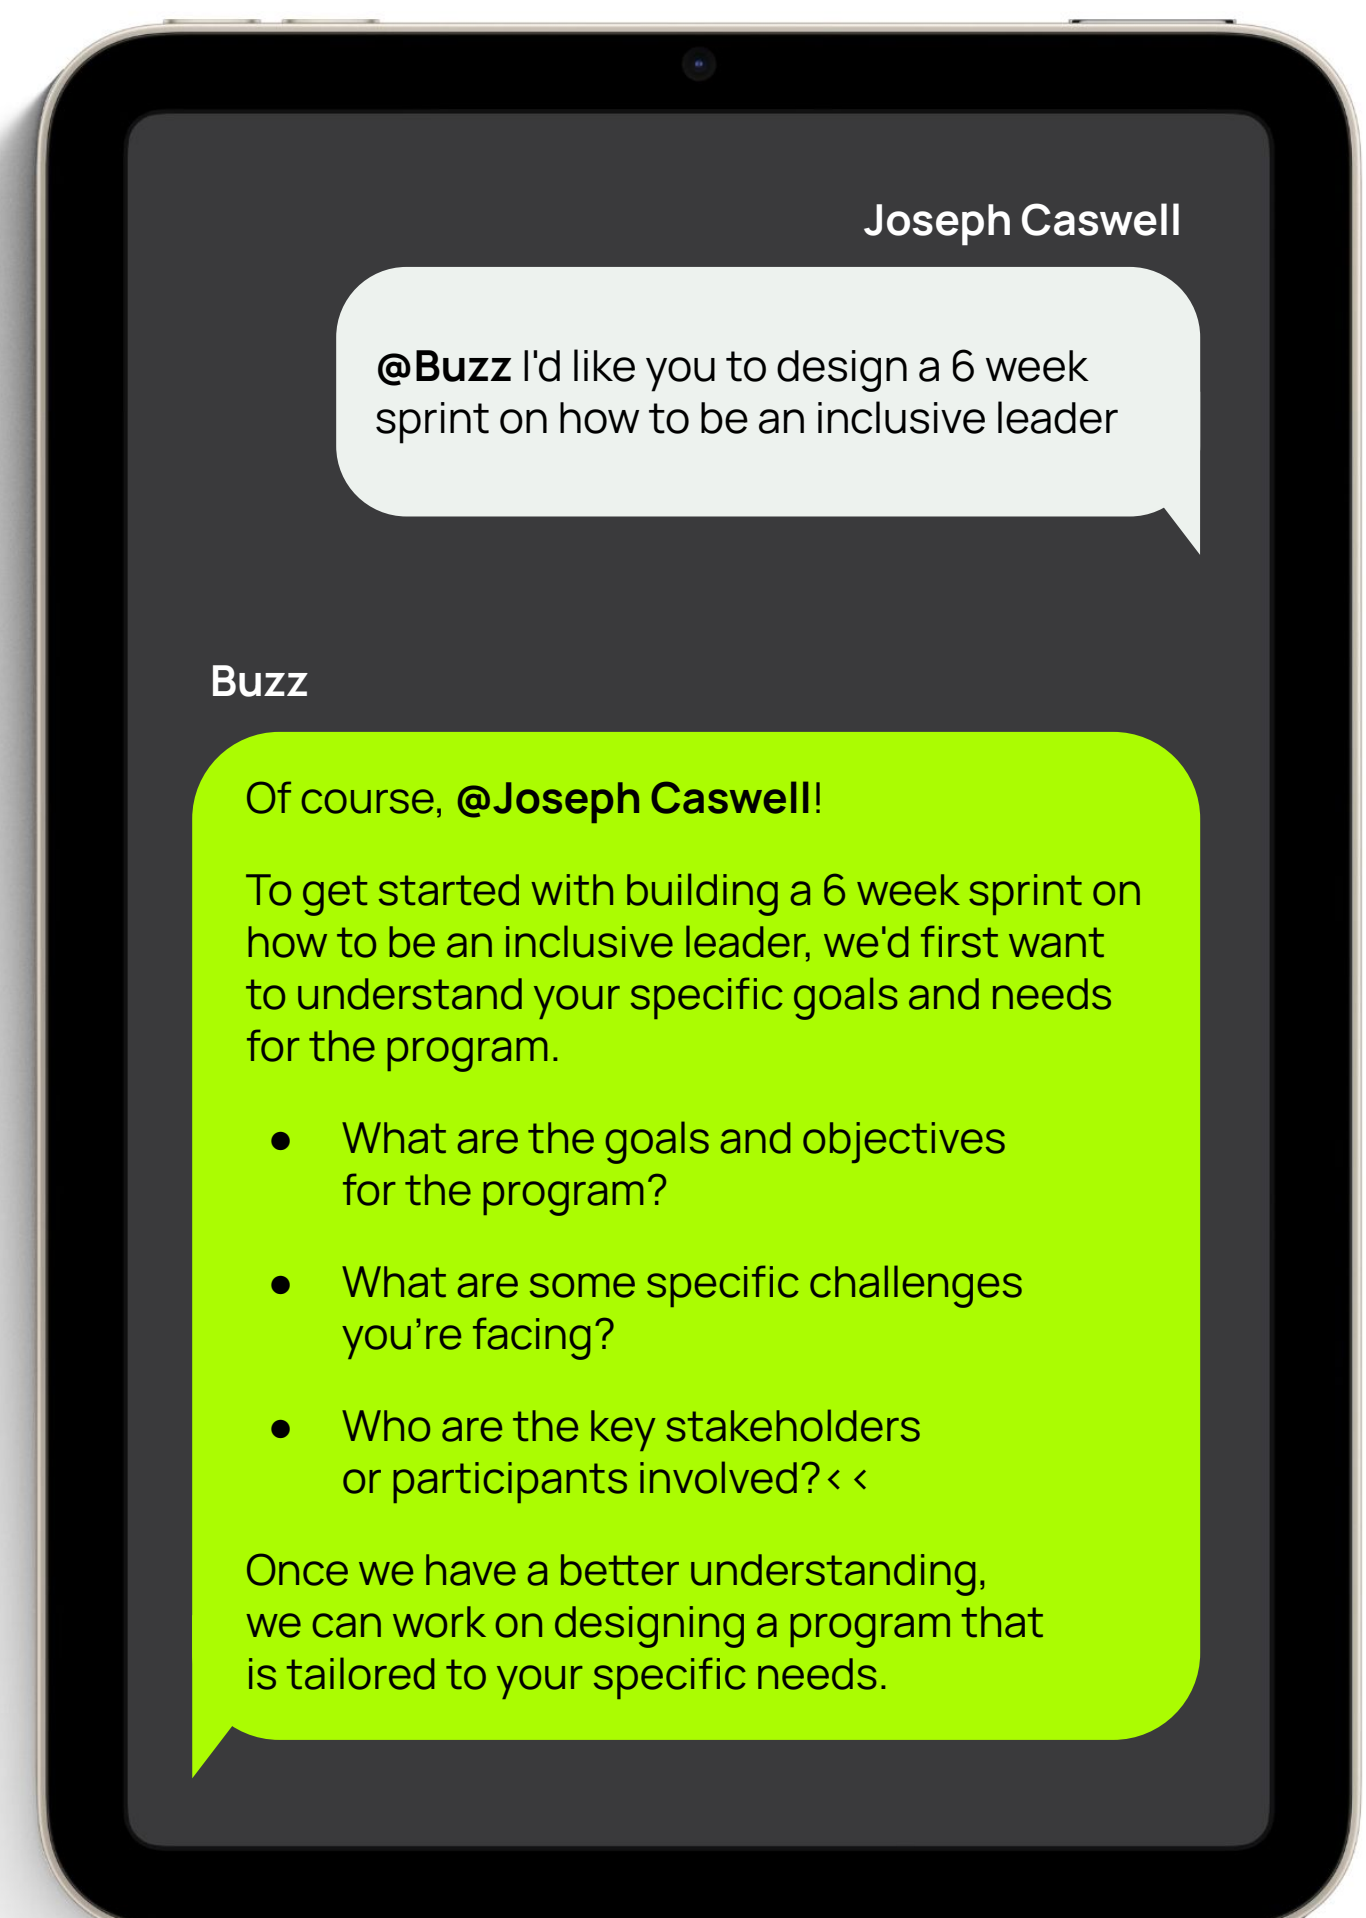 Joseph Caswell
@Buzz I'd like you to design a 6 week
sprint on how to be an inclusive leader
Buzz
Of course, @Joseph Caswell!
To get started with building a 6 week sprint on
how to be an inclusive leader, we'd first want
to understand your specific goals and needs
for the program.
● What are the goals and objectives
for the program?
● What are some specific challenges
you’re facing?
● Who are the key stakeholders
or participants involved?< <
Once we have a better understanding,
we can work on designing a program that
is tailored to your specific needs.